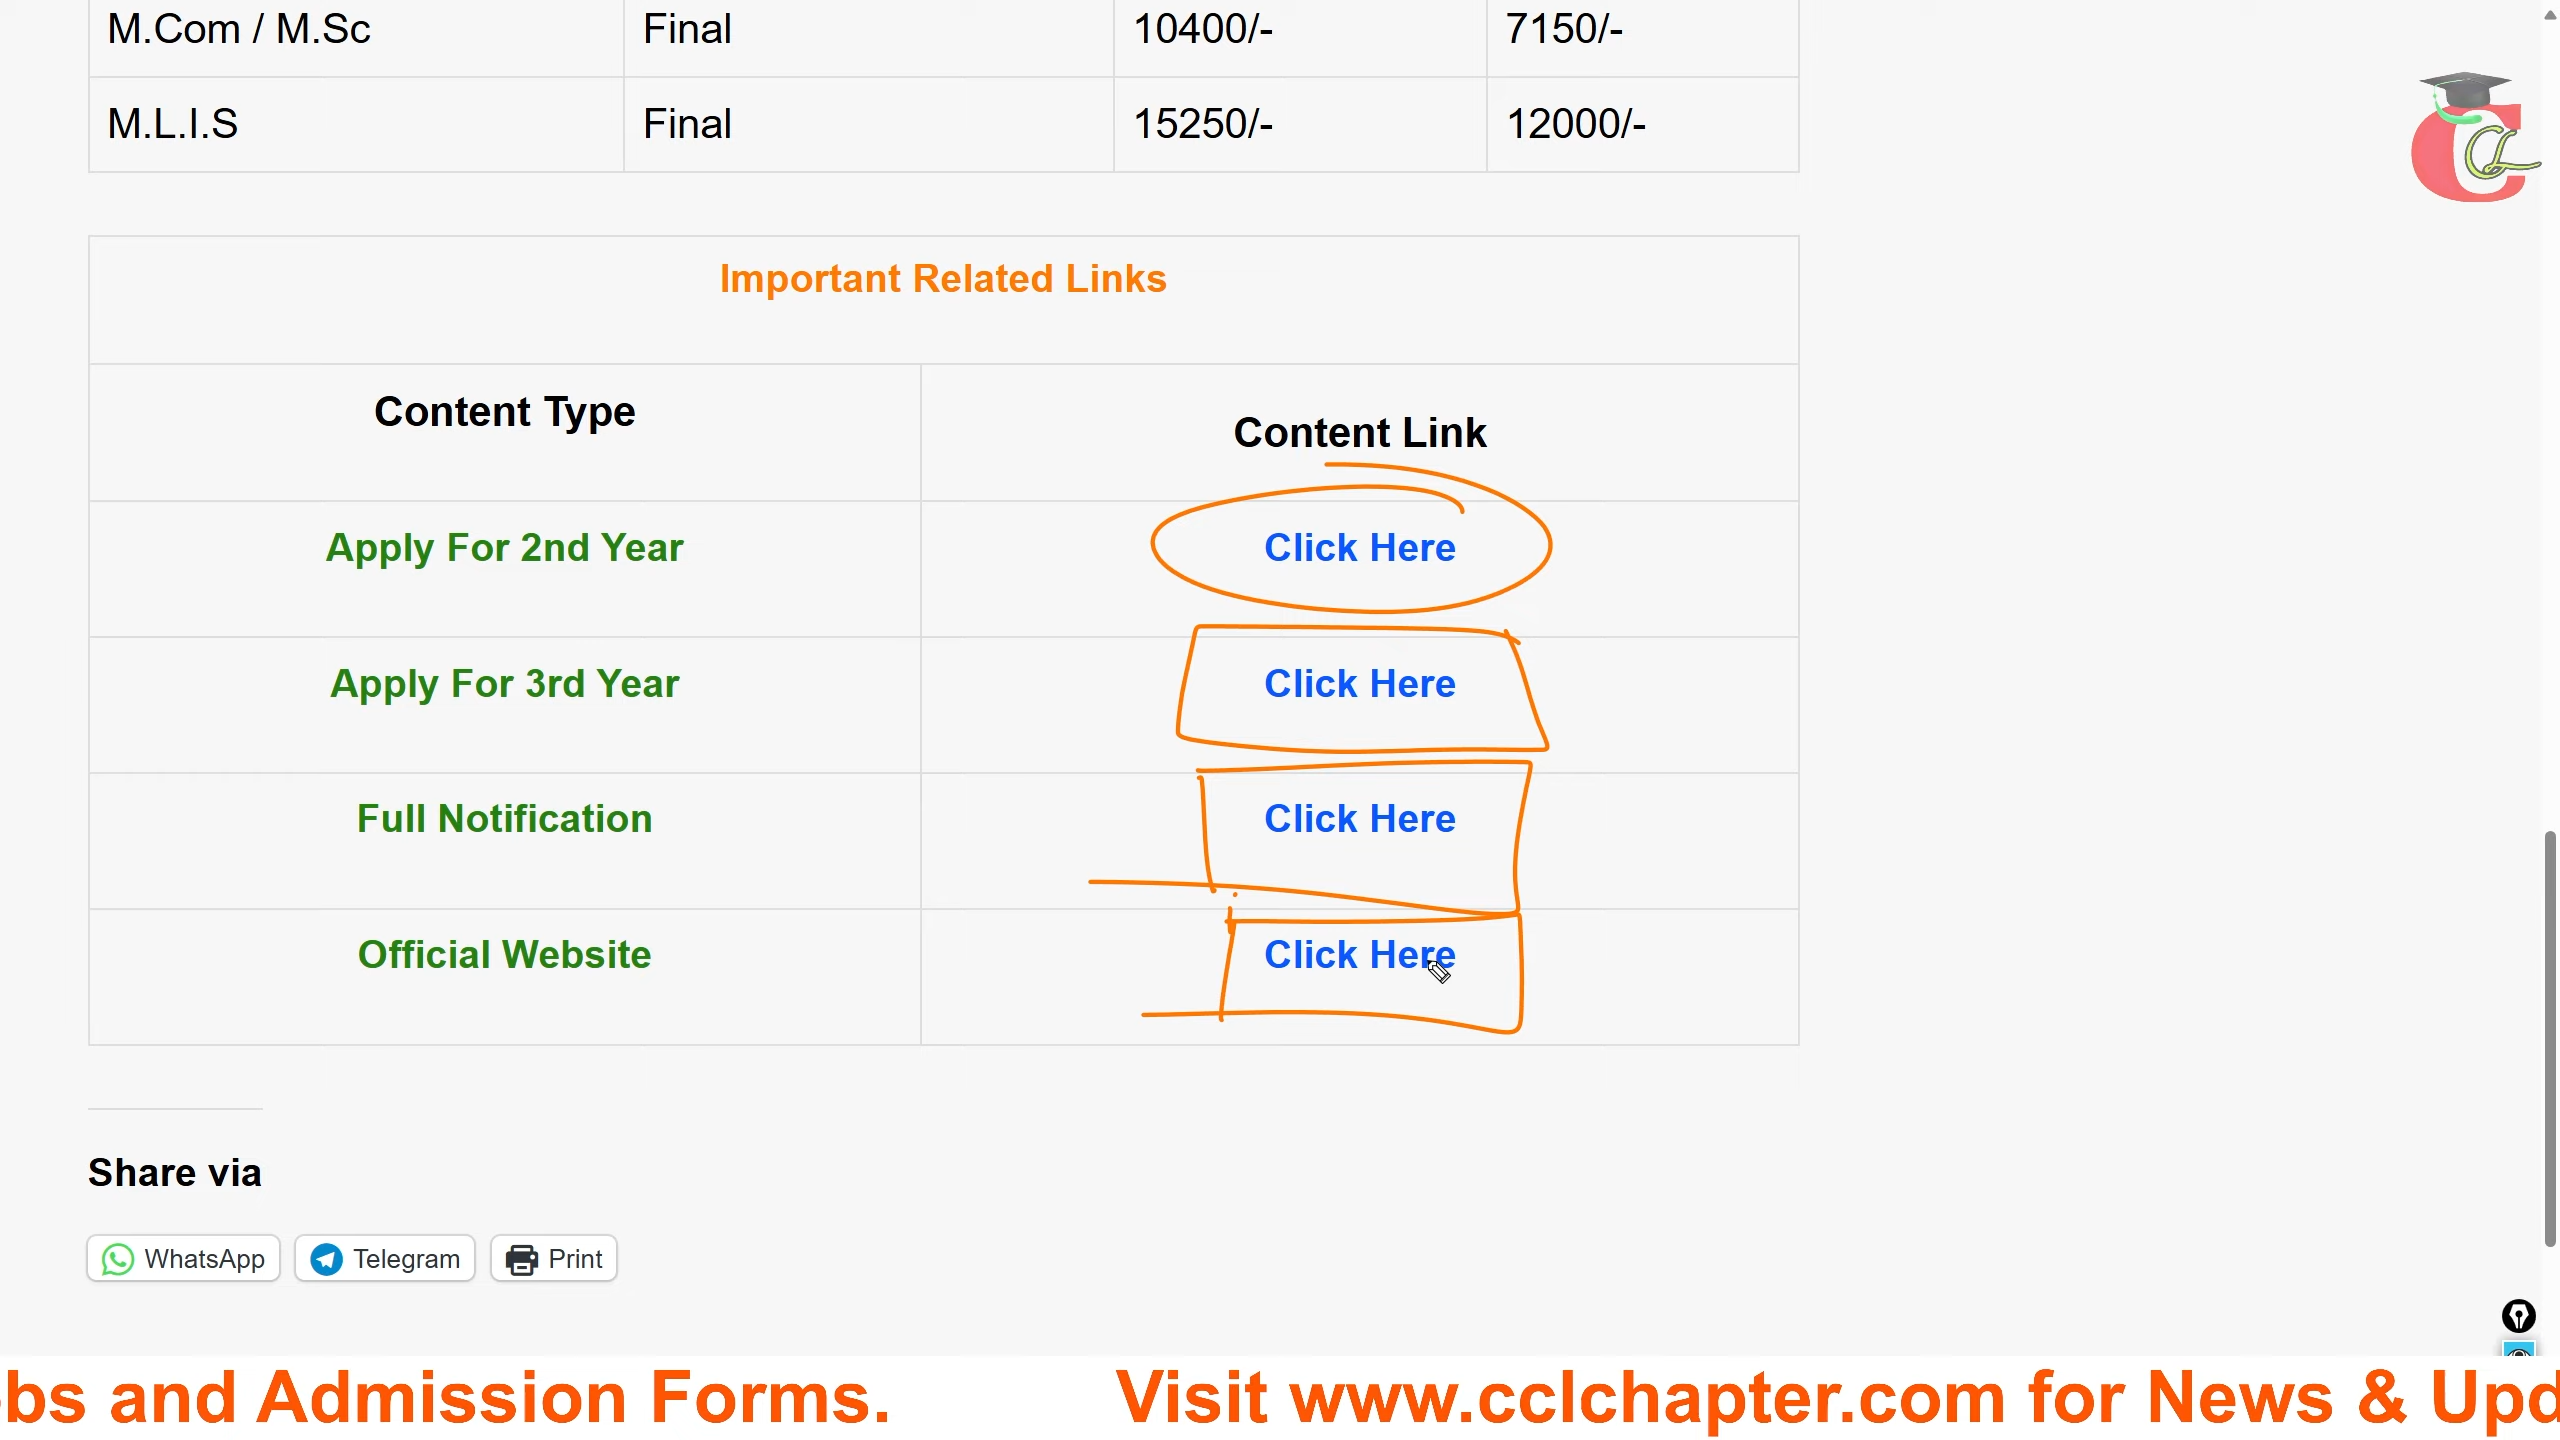 M.Com / M.Sc Final 10400/- 7150/-
M.L.I.S Final 15250/- 12000/-
Important Related Links
Content Type Content Link
Apply For 2nd Year Click Here
Apply For 3rd Year Click Here
Full Notification Click Here
Official Website Click Here
Share via
WhatsApp Telegram Print
bs and Admission Forms. Visit www.cclchapter.com for News & Upd